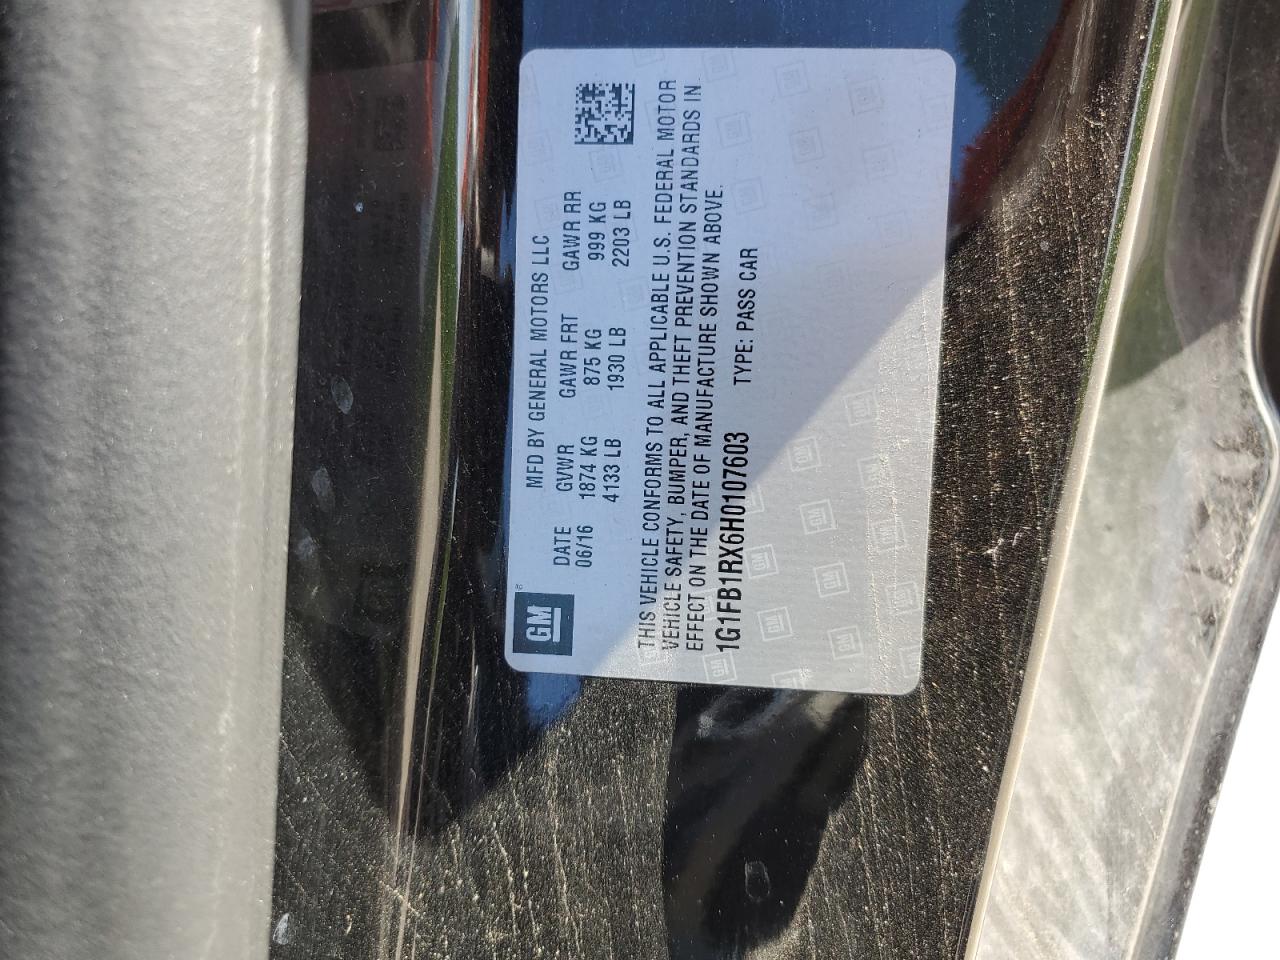 GM®
MFD BY GENERAL MOTORS LLC
DATE GVWR GAWR FRT GAWR RR
06/16 1874 KG 875 KG 999 KG
4133 LB 1930 LB 2203 LB
THIS VEHICLE CONFORMS TO ALL APPLICABLE U.S. FEDERAL MOTOR
VEHICLE SAFETY, BUMPER, AND THEFT PREVENTION STANDARDS IN
EFFECT ON THE DATE OF MANUFACTURE SHOWN ABOVE.
1G1FB1RX6H0107603 TYPE: PASS CAR